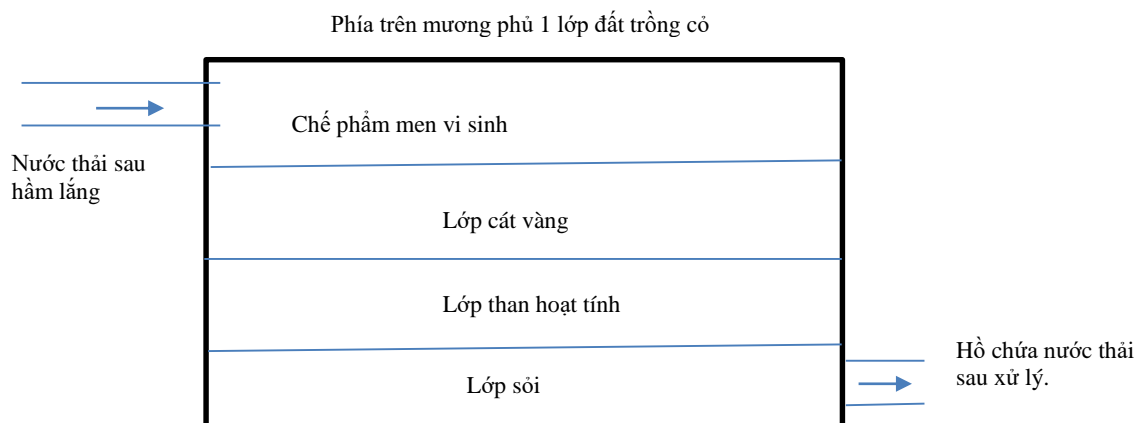 Phía trên mương phủ 1 lớp đất trồng cỏ
Chế phẩm men vi sinh
Nước thải sau
hầm lắng
Lớp cát vàng
Lớp than hoạt tính
Hồ chứa nước thải
sau xử lý.
Lớp sỏi